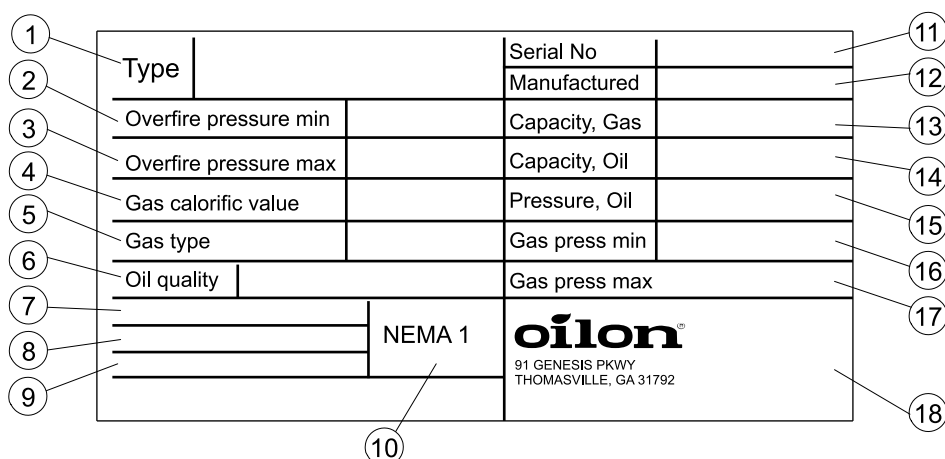 1
Type
2
Overfire pressure min
3
Overfire pressure max
4
Gas calorific value
5
Gas type
6
Oil quality
7
8
9
NEMA 1
10
Serial No
11
Manufactured
12
Capacity, Gas
13
Capacity, Oil
14
Pressure, Oil
15
Gas press min
16
Gas press max
17
oilon®
91 GENESIS PKWY
THOMASVILLE, GA 31792
18